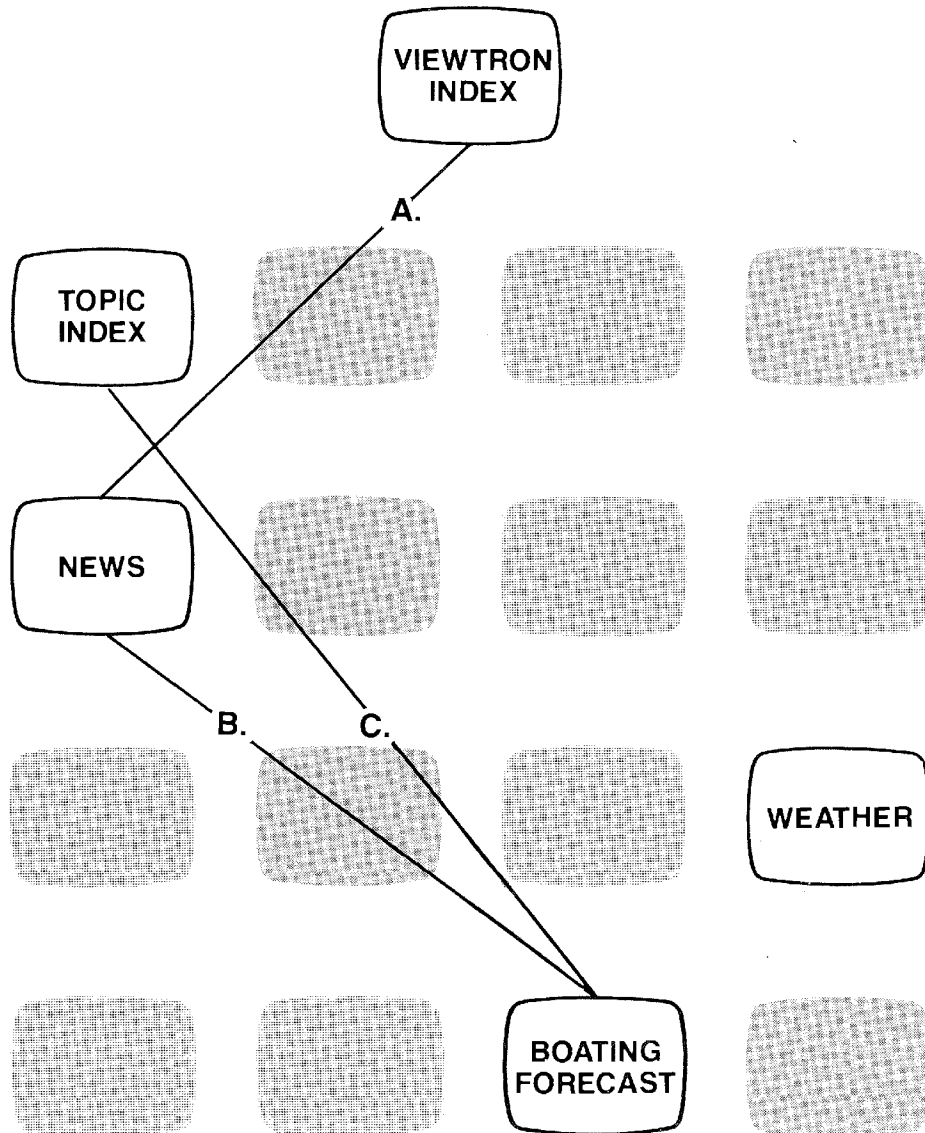 VIEWTRON
INDEX
A.
TOPIC
INDEX
NEWS
B.
C.
WEATHER
BOATING
FORECAST